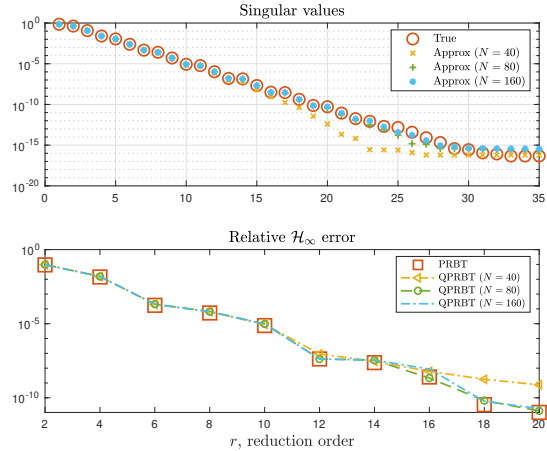 Singular values
10^0
10^-5
10^-10
10^-15
10^-20
True
Approx (N = 40)
Approx (N = 80)
Approx (N = 160)
0 5 10 15 20 25 30 35
Relative H∞ error
10^0
10^-5
10^-10
PRBT
QPRBT (N = 40)
QPRBT (N = 80)
QPRBT (N = 160)
2 4 6 8 10 12 14 16 18 20
r, reduction order